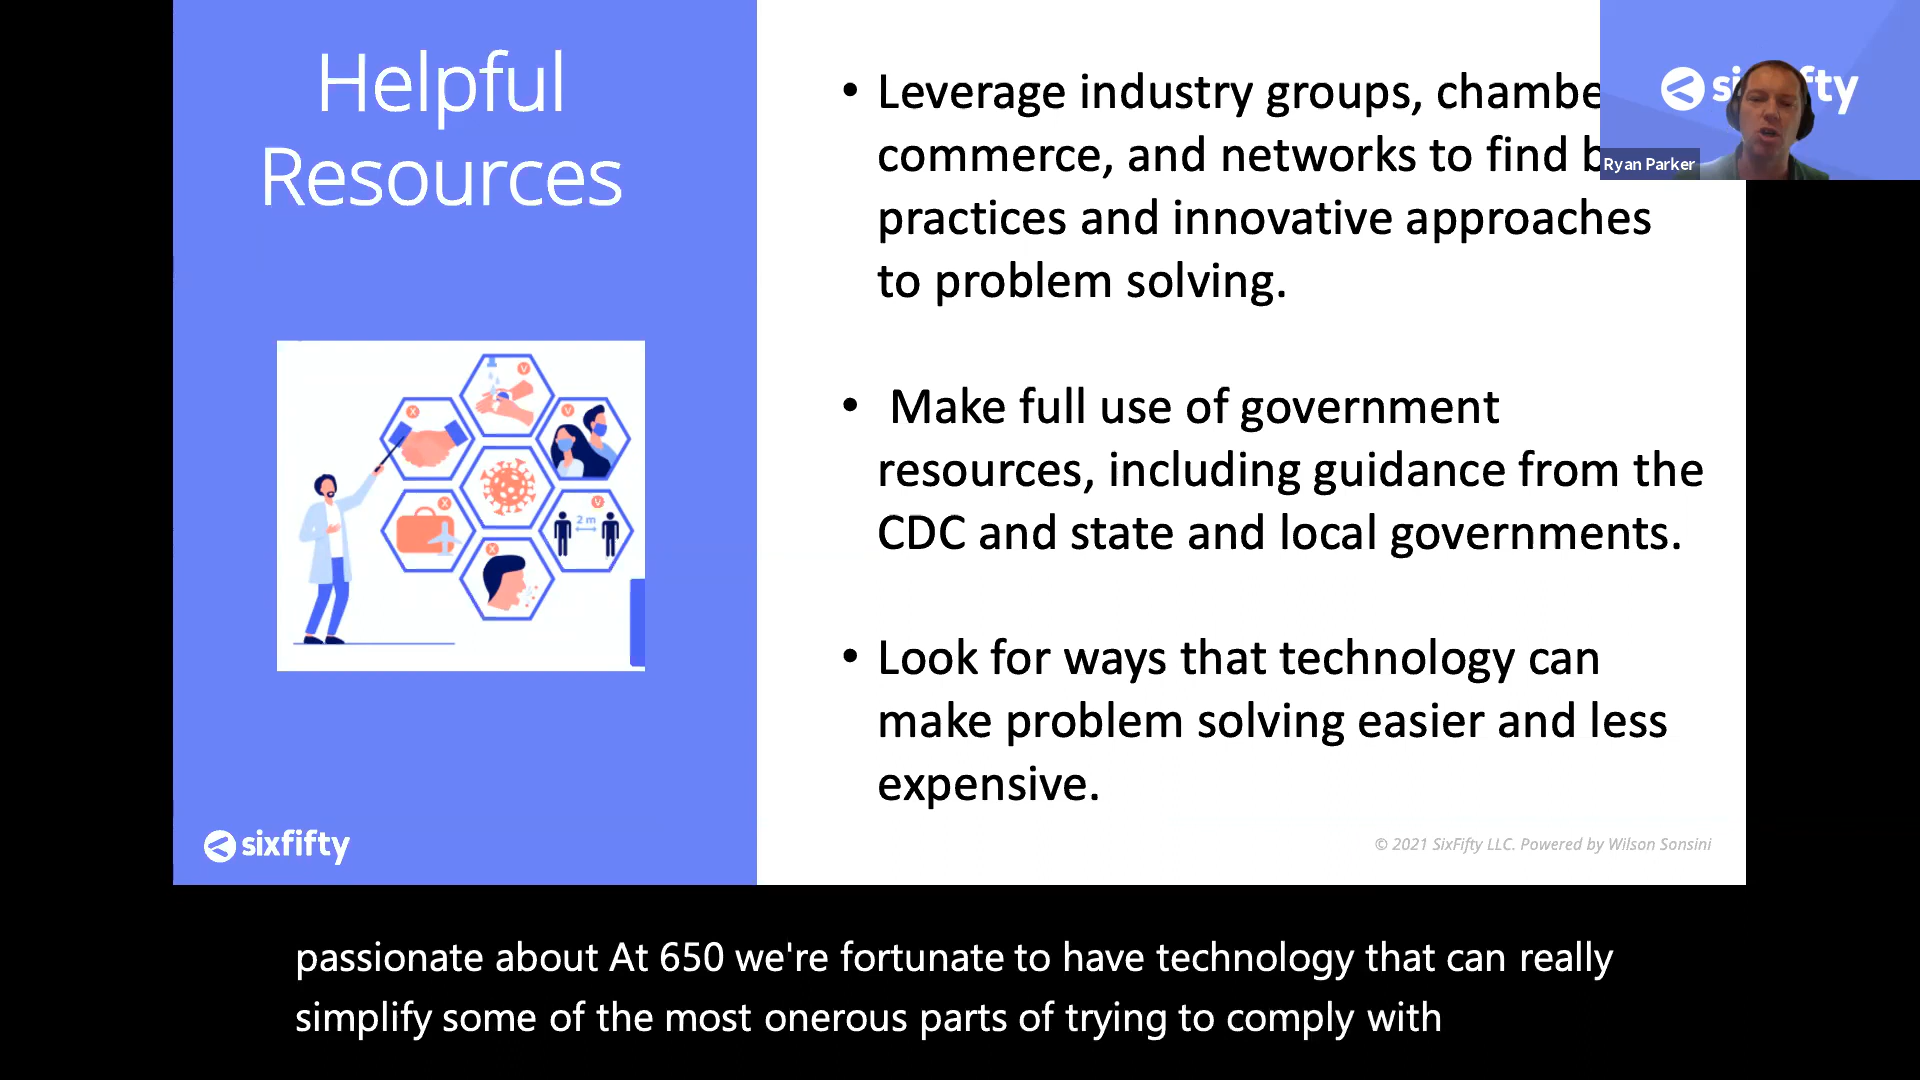 Helpful
Resources
• Leverage industry groups, chambe
commerce, and networks to find b
practices and innovative approaches
to problem solving.
• Make full use of government
resources, including guidance from the
CDC and state and local governments.
• Look for ways that technology can
make problem solving easier and less
expensive.
sixfifty
© 2021 SixFifty LLC. Powered by Wilson Sonsini
si fty
Ryan Parker
X
V
V
X
V
2 m
X
passionate about At 650 we're fortunate to have technology that can really
simplify some of the most onerous parts of trying to comply with